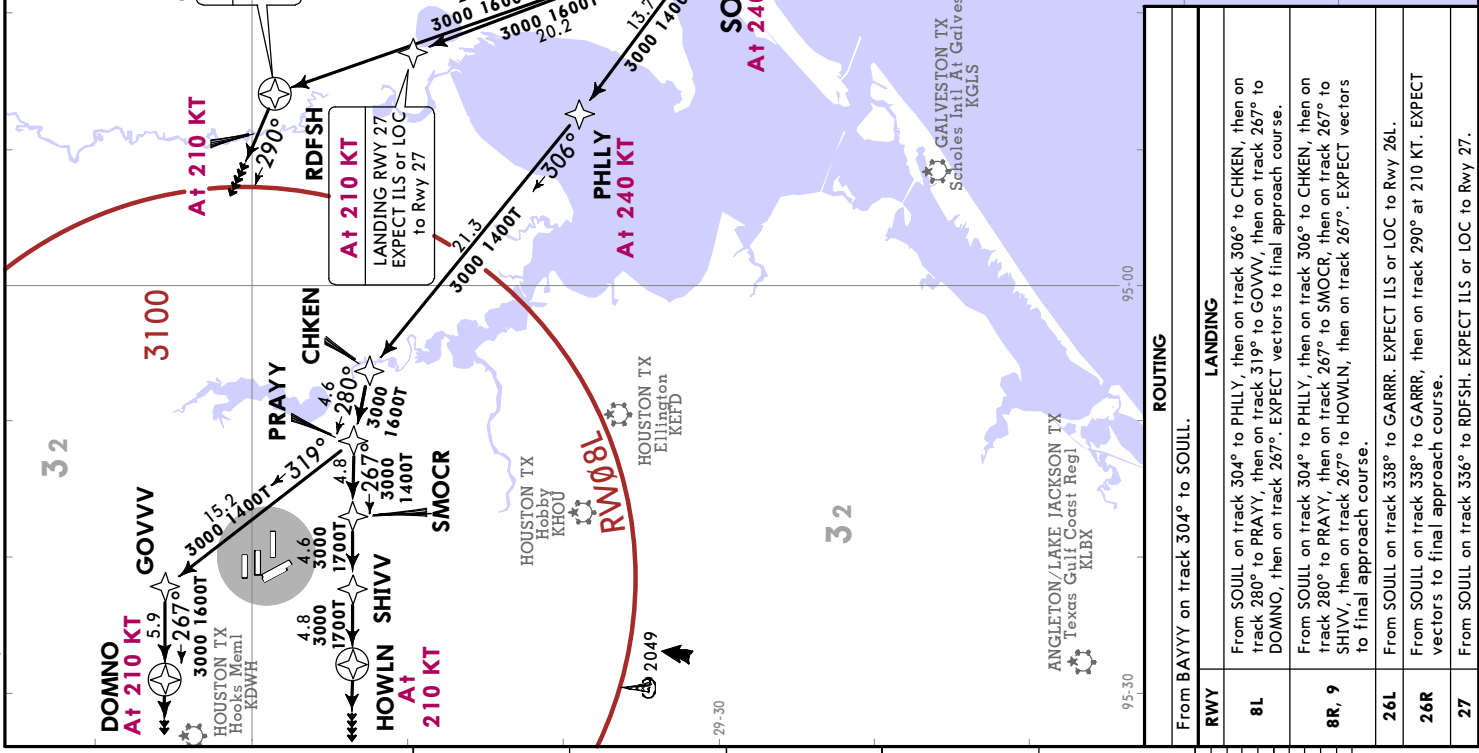 3000 1600T
3000 1600T
20.2
13.7
3000 1400
SO
At 240
At 210 KT
290°
RDFSH
At 210 KT
LANDING RWY 27
EXPECT ILS or LOC
to Rwy 27
306°
PHLLY
At 240 KT
21.3
3000 1400T
GALVESTON TX
Scholes Intl At Galves
KGLS
3100
95-00
CHKEN
PRAYY
4.6
280°
3000
1600T
32
319°
15.2
3000 1400T
4.8
267°
3000
1400T
SMOCR
GOVVV
4.6
3000
1700T
SHIVV
4.8
3000
1700T
HOWLN
At
210 KT
DOMNO
At 210 KT
5.9
267°
3000 1600T
HOUSTON TX
Hooks Meml
KDWH
HOUSTON TX
Hobby
KHOU
HOUSTON TX
Ellington
KEFD
RWØ8L
32
ANGLETON/LAKE JACKSON TX
Texas Gulf Coast Regl
KLBX
2049
29-30
95-30
ROUTING
From BAYYY on track 304° to SOULL.
RWY
LANDING
8L
From SOULL on track 304° to PHLLY, then on track 306° to CHKEN, then on
track 280° to PRAYY, then on track 319° to GOVVV, then on track 267° to
DOMNO, then on track 267°. EXPECT vectors to final approach course.
8R, 9
From SOULL on track 304° to PHLLY, then on track 306° to CHKEN, then on
track 280° to PRAYY, then on track 267° to SMOCR, then on track 267° to
SHIVV, then on track 267° to HOWLN, then on track 267°. EXPECT vectors
to final approach course.
26L
From SOULL on track 338° to GARRR. EXPECT ILS or LOC to Rwy 26L.
26R
From SOULL on track 338° to GARRR, then on track 290° at 210 KT. EXPECT
vectors to final approach course.
27
From SOULL on track 336° to RDFSH. EXPECT ILS or LOC to Rwy 27.